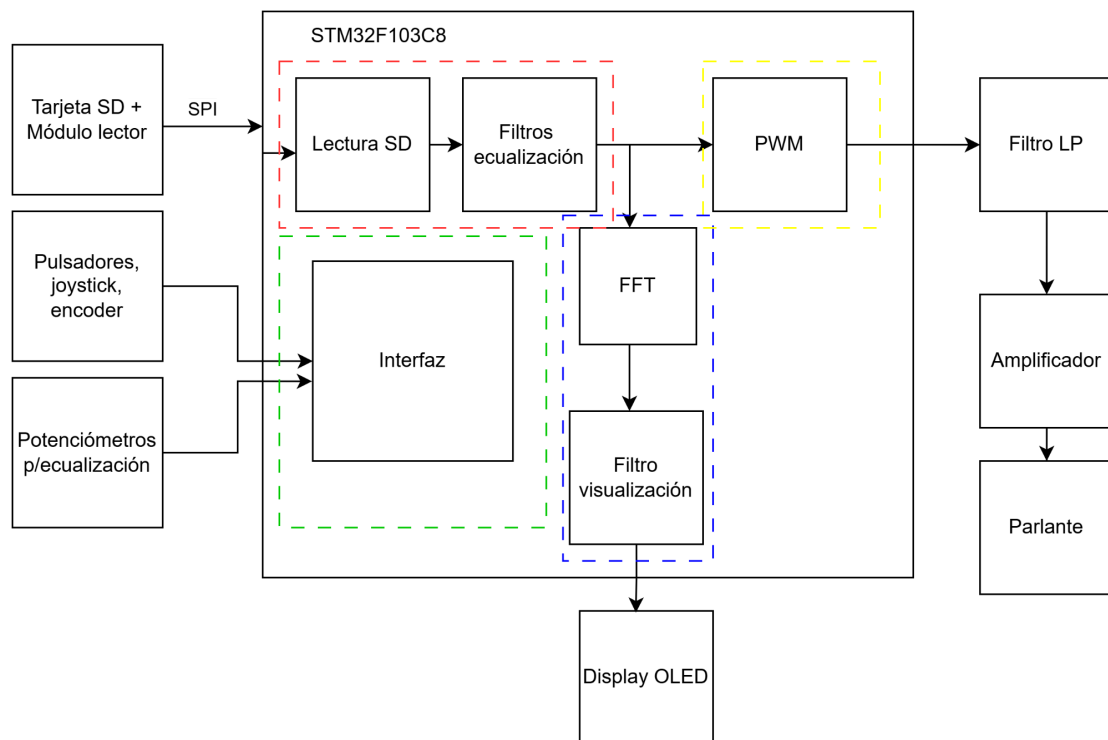 STM32F103C8
Tarjeta SD +
Módulo lector
SPI
Lectura SD
Filtros
ecualización
PWM
Filtro LP
Pulsadores,
joystick,
encoder
FFT
Interfaz
Amplificador
Potenciómetros
p/ecualización
Filtro
visualización
Parlante
Display OLED